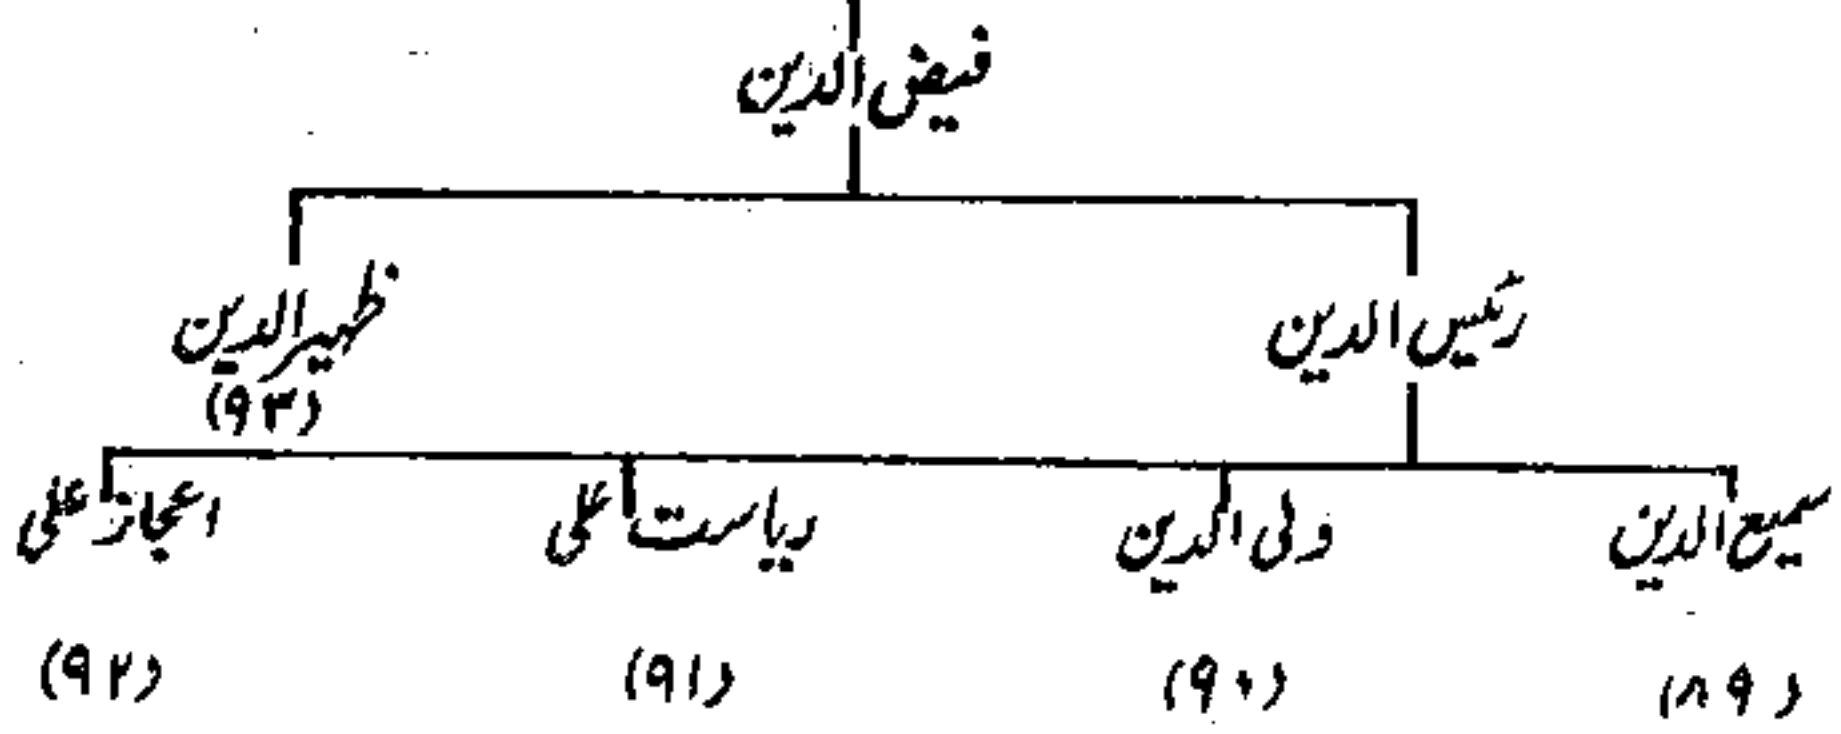 فیض الدین
رئیس الدین ظہیر الدین
(۹۳)
سمیع الدین ولی الدین ریاست علی اعجاز علی
(۸۹) (۹۰) (۹۱) (۹۲)